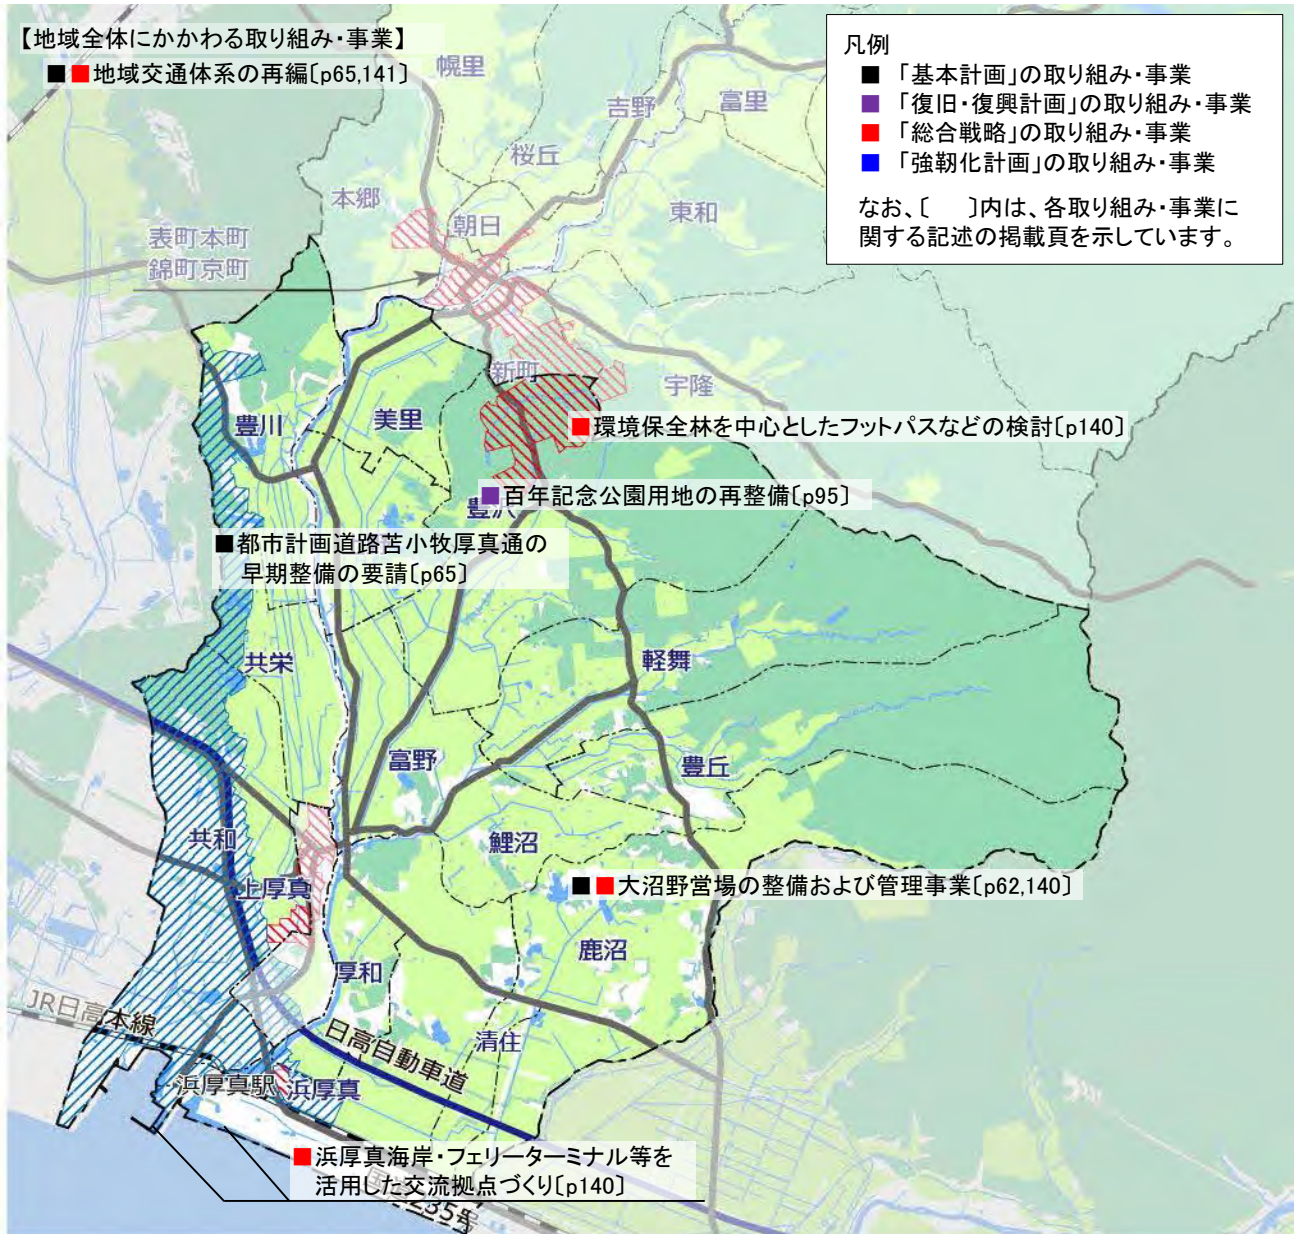 【地域全体にかかわる取り組み・事業】
■■地域交通体系の再編〔p65,141〕
凡例
■ 「基本計画」の取り組み・事業
■ 「復旧・復興計画」の取り組み・事業
■ 「総合戦略」の取り組み・事業
■ 「強靭化計画」の取り組み・事業
なお、〔　〕内は、各取り組み・事業に
関する記述の掲載頁を示しています。
幌里
吉野
富里
桜丘
本郷
朝日
東和
表町本町
錦町京町
新町
宇隆
豊川
美里
■環境保全林を中心としたフットパスなどの検討〔p140〕
■百年記念公園用地の再整備〔p95〕
豊沢
■都市計画道路苫小牧厚真通の
早期整備の要請〔p65〕
共栄
軽舞
富野
豊丘
共和
鯉沼
上厚真
■■大沼野営場の整備および管理事業〔p62,140〕
鹿沼
厚和
清住
JR日高本線
日高自動車道
浜厚真駅
浜厚真
■浜厚真海岸・フェリーターミナル等を
活用した交流拠点づくり〔p140〕
235号